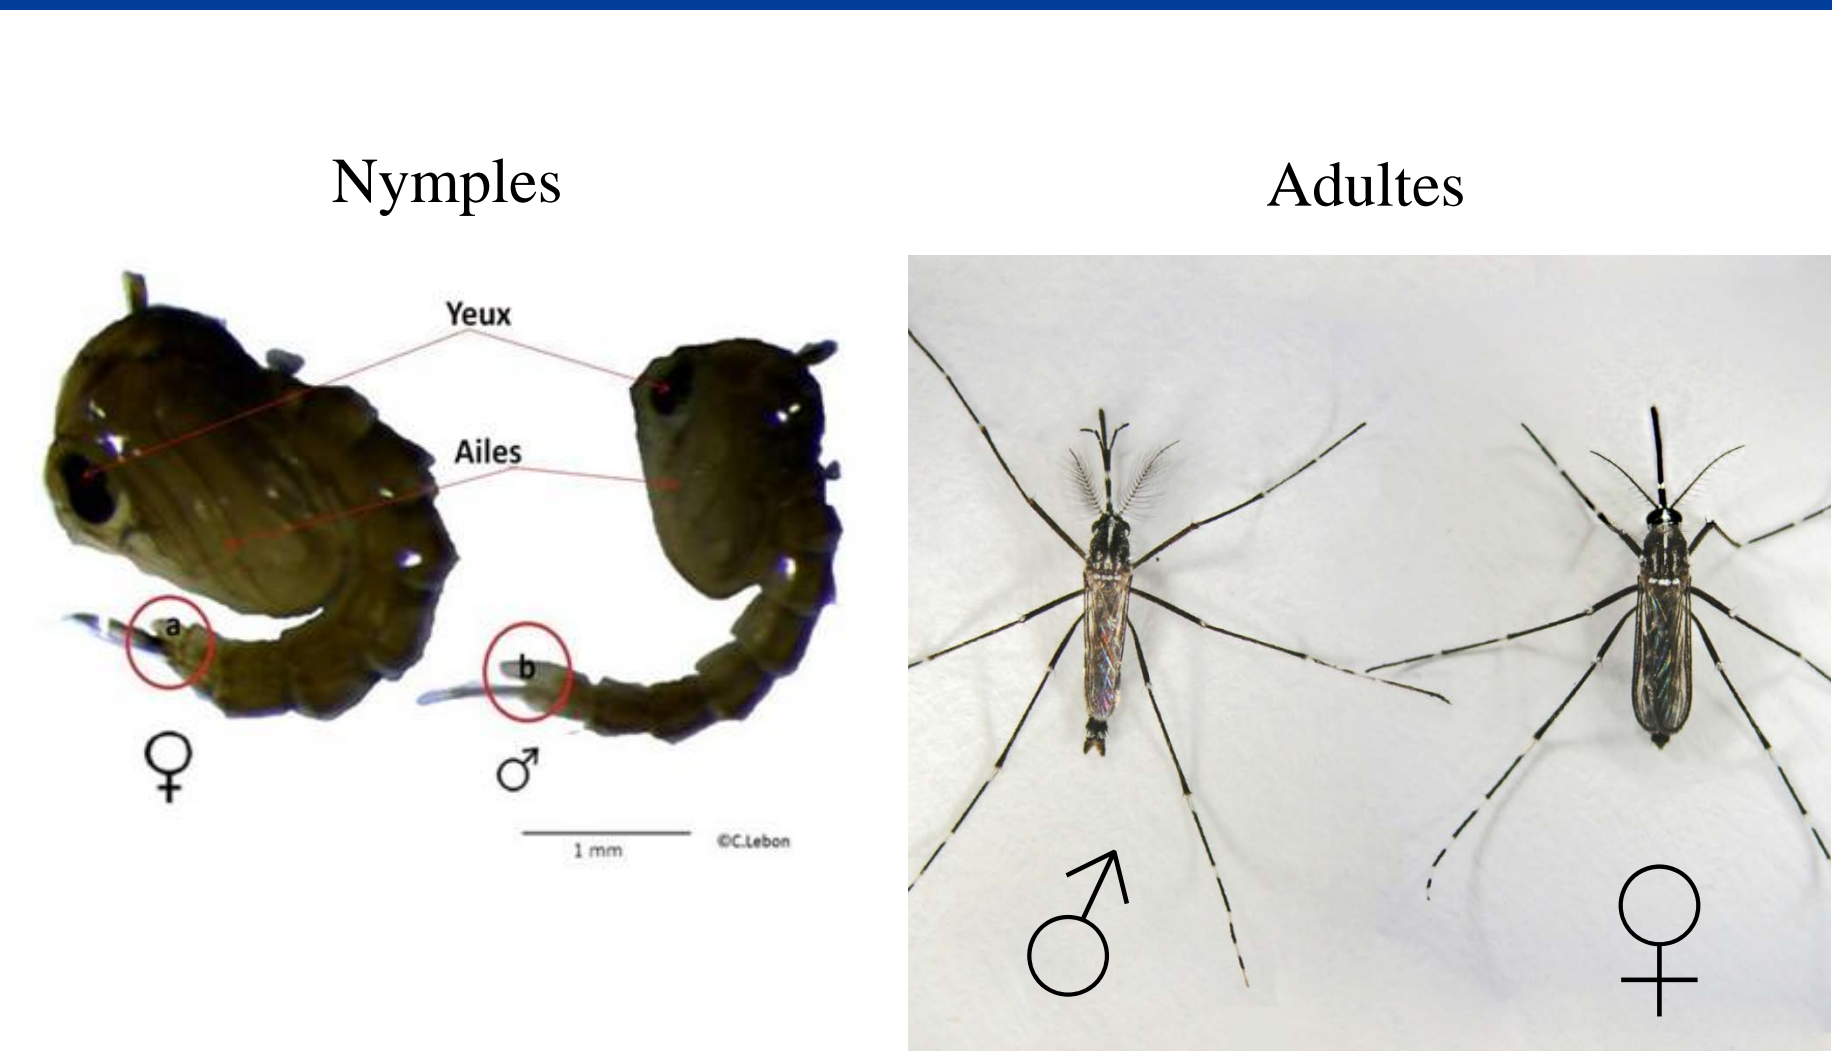 Nymples
Adultes
Yeux
Ailes
a
b
♀
♂
1 mm
©C.Lebon
♂
♀